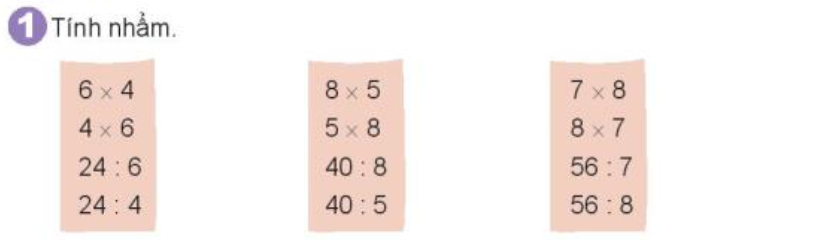 1 Tính nhẩm.
6 × 4
4 × 6
24 : 6
24 : 4
8 × 5
5 × 8
40 : 8
40 : 5
7 × 8
8 × 7
56 : 7
56 : 8